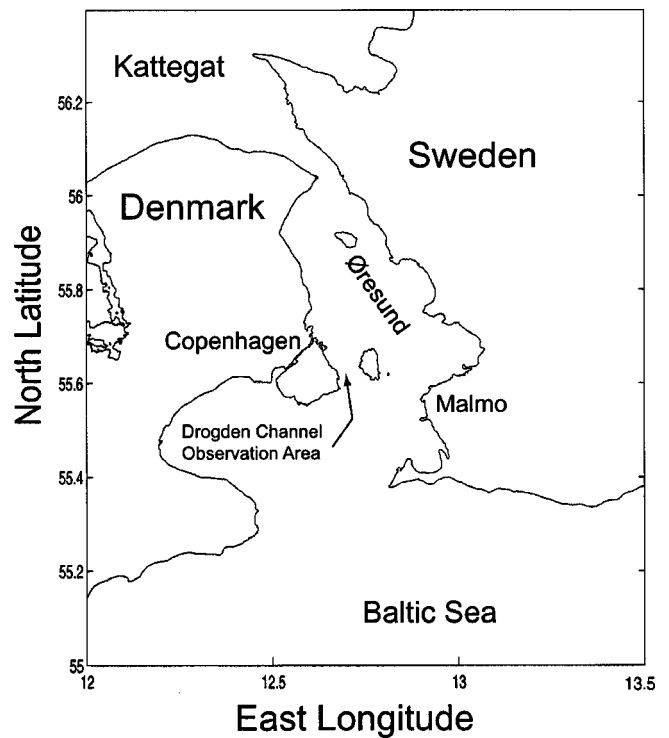 Kattegat
56.2
Sweden
56
Denmark
Øresund
55.8
North Latitude
Copenhagen
55.6
Malmo
Drogden Channel
Observation Area
55.4
55.2
Baltic Sea
55
12
12.5
13
13.5
East Longitude